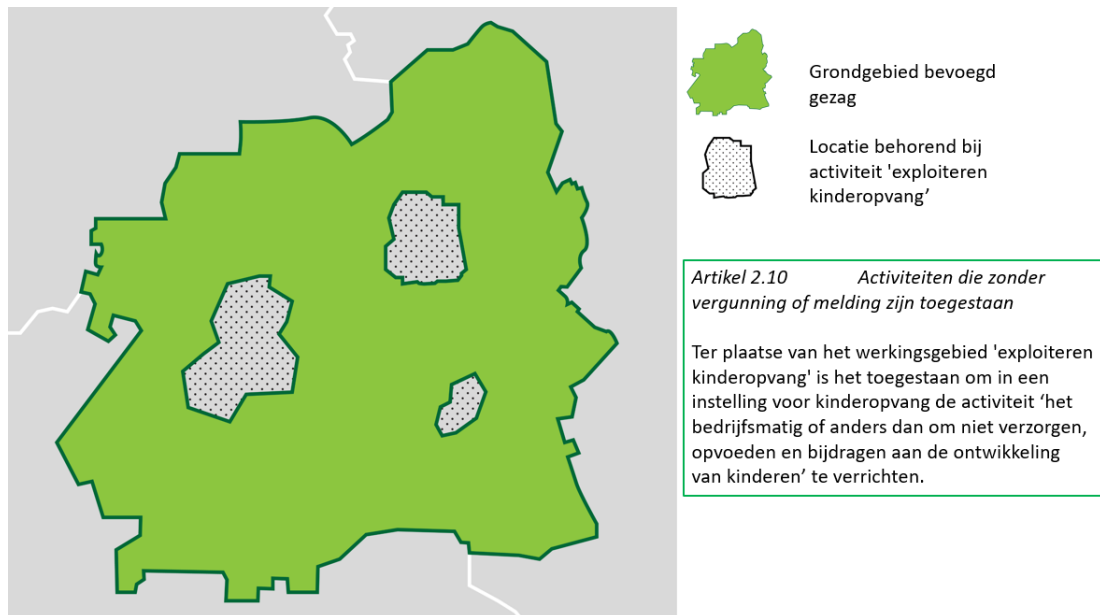 Grondgebied bevoegd
gezag
Locatie behorend bij
activiteit 'exploiteren
kinderopvang’
Artikel 2.10 Activiteiten die zonder
vergunning of melding zijn toegestaan
Ter plaatse van het werkingsgebied 'exploiteren
kinderopvang' is het toegestaan om in een
instelling voor kinderopvang de activiteit ‘het
bedrijfsmatig of anders dan om niet verzorgen,
opvoeden en bijdragen aan de ontwikkeling
van kinderen’ te verrichten.